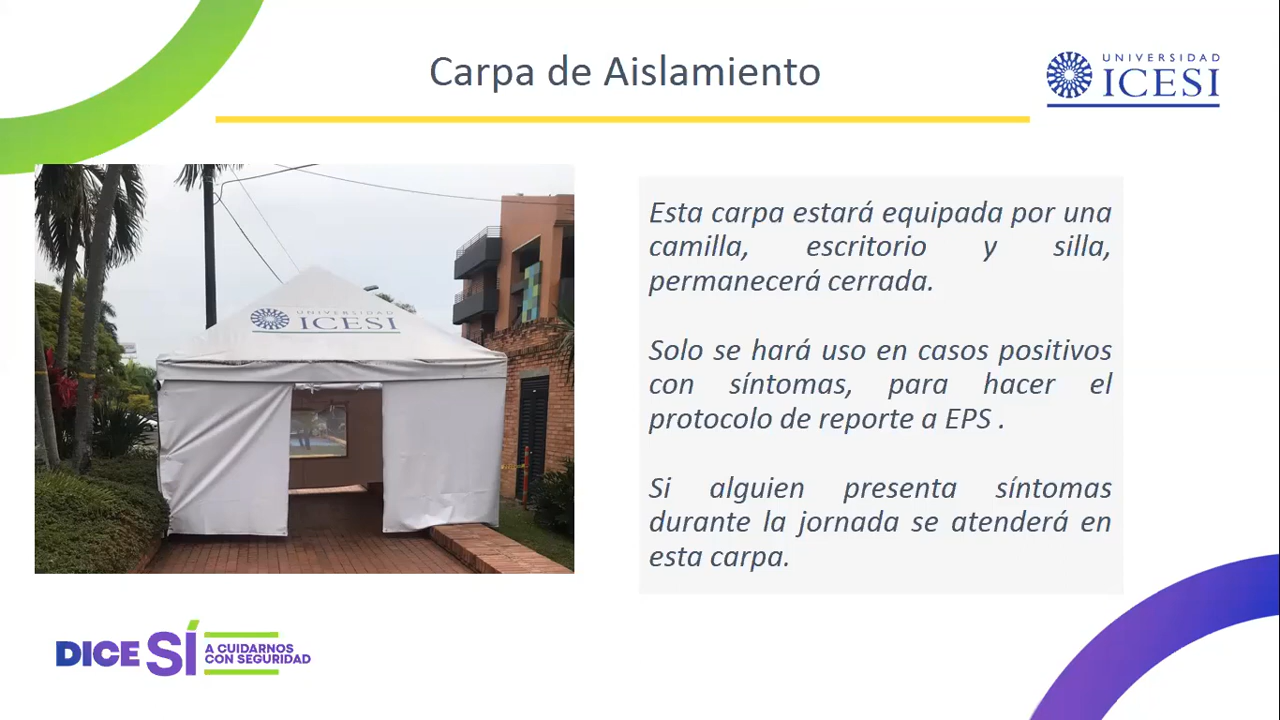 Carpa de Aislamiento
UNIVERSIDAD
ICESI
UNIVERSIDAD
ICESI
Esta carpa estará equipada por una
camilla, escritorio y silla,
permanecerá cerrada.
Solo se hará uso en casos positivos
con síntomas, para hacer el
protocolo de reporte a EPS .
Si alguien presenta síntomas
durante la jornada se atenderá en
esta carpa.
DICE SÍ A CUIDARNOS
CON SEGURIDAD